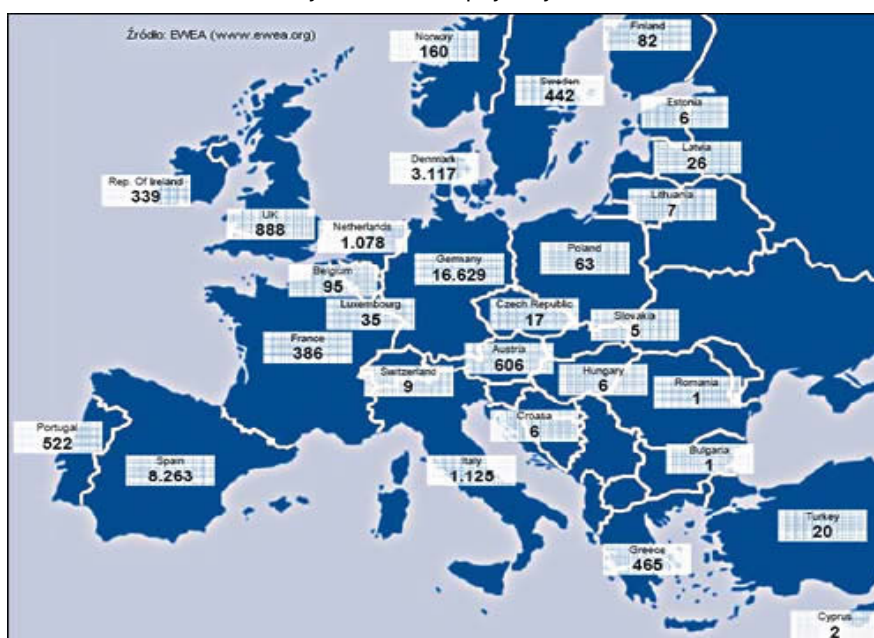 Źródło: EWEA (www.ewea.org)
Norway
160
Finland
82
Sweden
442
Estonia
6
Latvia
26
Denmark
3.117
Rep. Of Ireland
339
Lithuania
7
UK
888
Netherlands
1.078
Germany
16.629
Poland
63
Belgium
95
Luxembourg
35
Czech Republic
17
Slovakia
5
France
386
Austria
606
Switzerland
9
Hungary
6
Romania
1
Portugal
522
Croatia
6
Spain
8.263
Italy
1.125
Bulgaria
1
Turkey
20
Greece
465
Cyprus
2